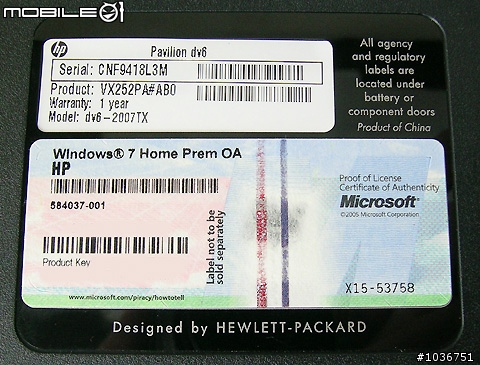 MOBILE01
hp
Pavilion dv6
Serial: CNF9418L3M
Product: VX252PA#AB0
Warranty: 1 year
Model: dv6-2007TX
All agency
and regulatory
labels are
located under
battery or
component doors
Product of China
Windows® 7 Home Prem OA
HP
584037-001
Product Key
Label not to be
sold separately
www.microsoft.com/piracy/howtotell
Proof of License
Certificate of Authenticity
Microsoft®
©2005 Microsoft Corporation
X15-53758
Designed by HEWLETT-PACKARD
#1036751